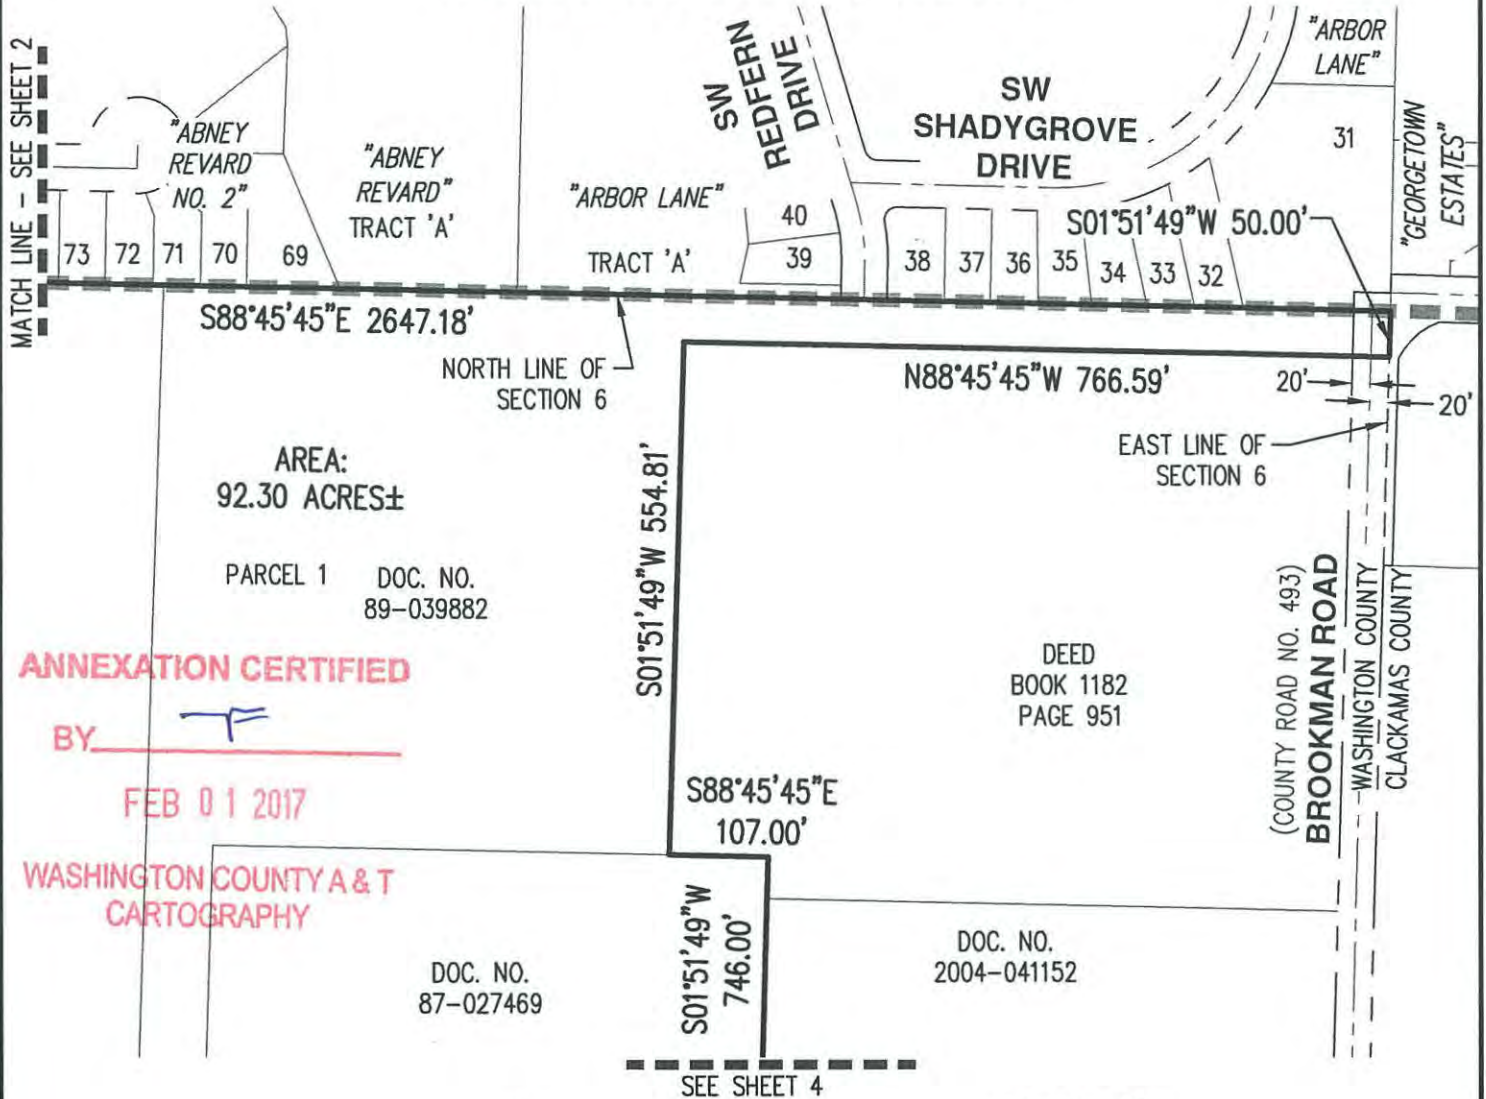 MATCH LINE - SEE SHEET 2
"ABNEY
REVARD
NO. 2"
"ABNEY
REVARD"
TRACT 'A'
"ARBOR LANE"
TRACT 'A'
SW
REDFERN
DRIVE
SW
SHADYGROVE
DRIVE
"ARBOR
LANE"
31
"GEORGETOWN
ESTATES"
73
72
71
70
69
40
39
38
37
36
35
34
33
32
S01°51'49"W 50.00'
S88°45'45"E 2647.18'
NORTH LINE OF
SECTION 6
N88°45'45"W 766.59'
20'
20'
EAST LINE OF
SECTION 6
AREA:
92.30 ACRES±
S01°51'49"W 554.81'
PARCEL 1
DOC. NO.
89-039882
DEED
BOOK 1182
PAGE 951
(COUNTY ROAD NO. 493)
BROOKMAN ROAD
WASHINGTON COUNTY
CLACKAMAS COUNTY
ANNEXATION CERTIFIED
BY
FEB 01 2017
WASHINGTON COUNTY A & T
CARTOGRAPHY
S88°45'45"E
107.00'
S01°51'49"W
746.00'
DOC. NO.
87-027469
DOC. NO.
2004-041152
SEE SHEET 4